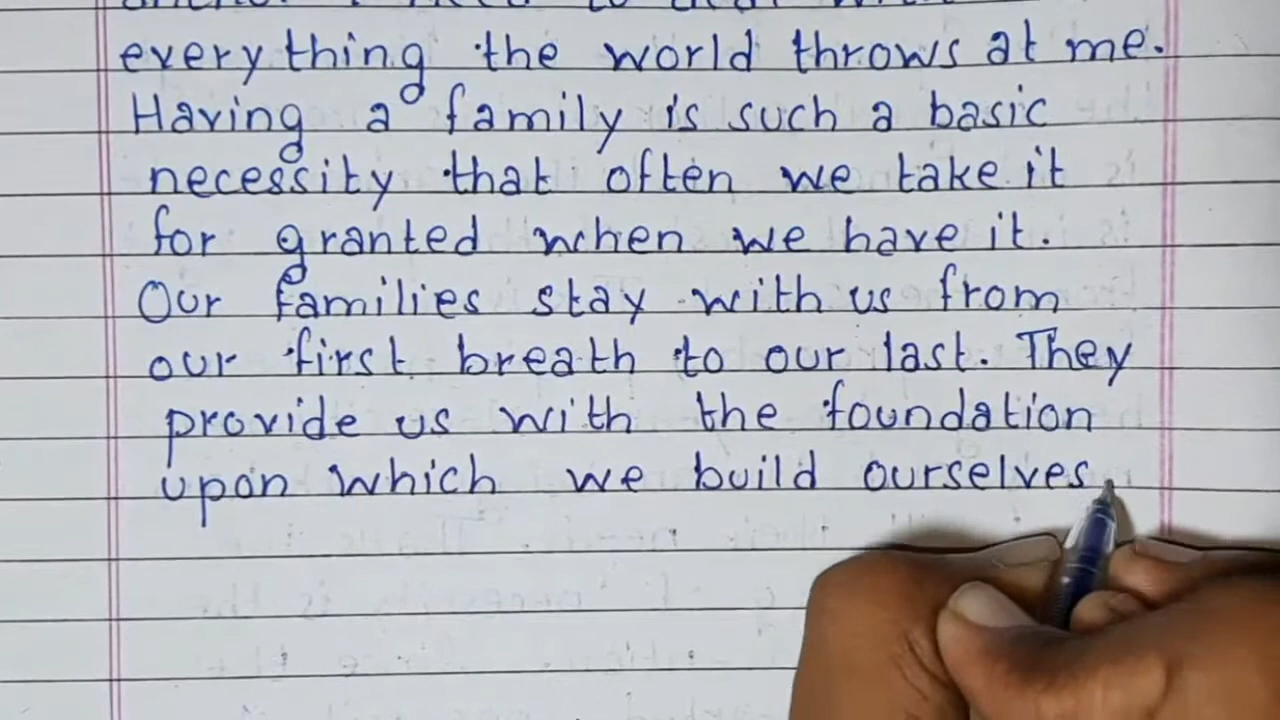 everything the world throws at me.
Having a family is such a basic
necessity that often we take it
for granted when we have it.
Our families stay with us from
our first breath to our last. They
provide us with the foundation
upon which we build ourselves